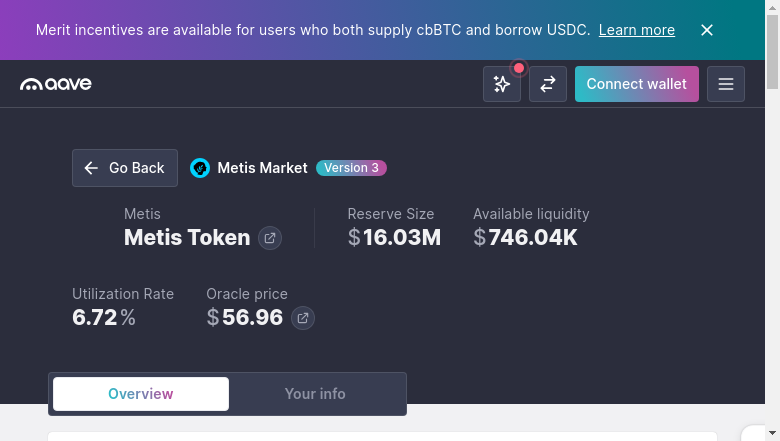 Merit incentives are available for users who both supply cbBTC and borrow USDC. Learn more
aave
Connect wallet
Go Back
Metis Market
Version 3
Metis
Metis Token
Reserve Size
$16.03M
Available liquidity
$746.04K
Utilization Rate
6.72%
Oracle price
$56.96
Overview
Your info